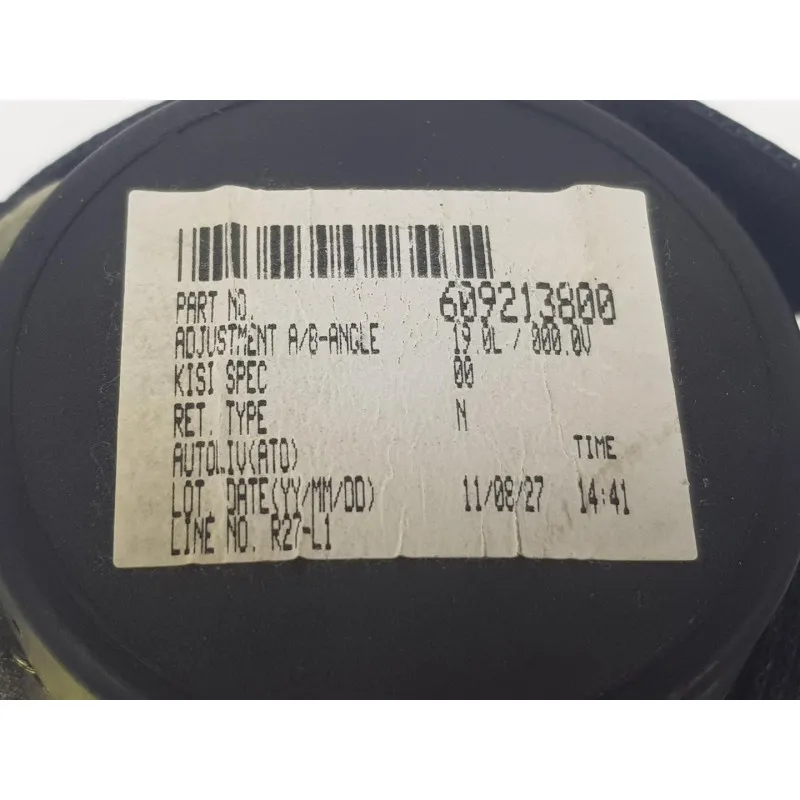 PART NO. 609213800
ADJUSTMENT A/B-ANGLE 19.0L / 000.0V
KISI SPEC 00
RET. TYPE N
AUTOLIV(ATO) TIME
LOT. DATE(YY/MM/DD) 11/08/27 14:41
LINE NO. R27-L1